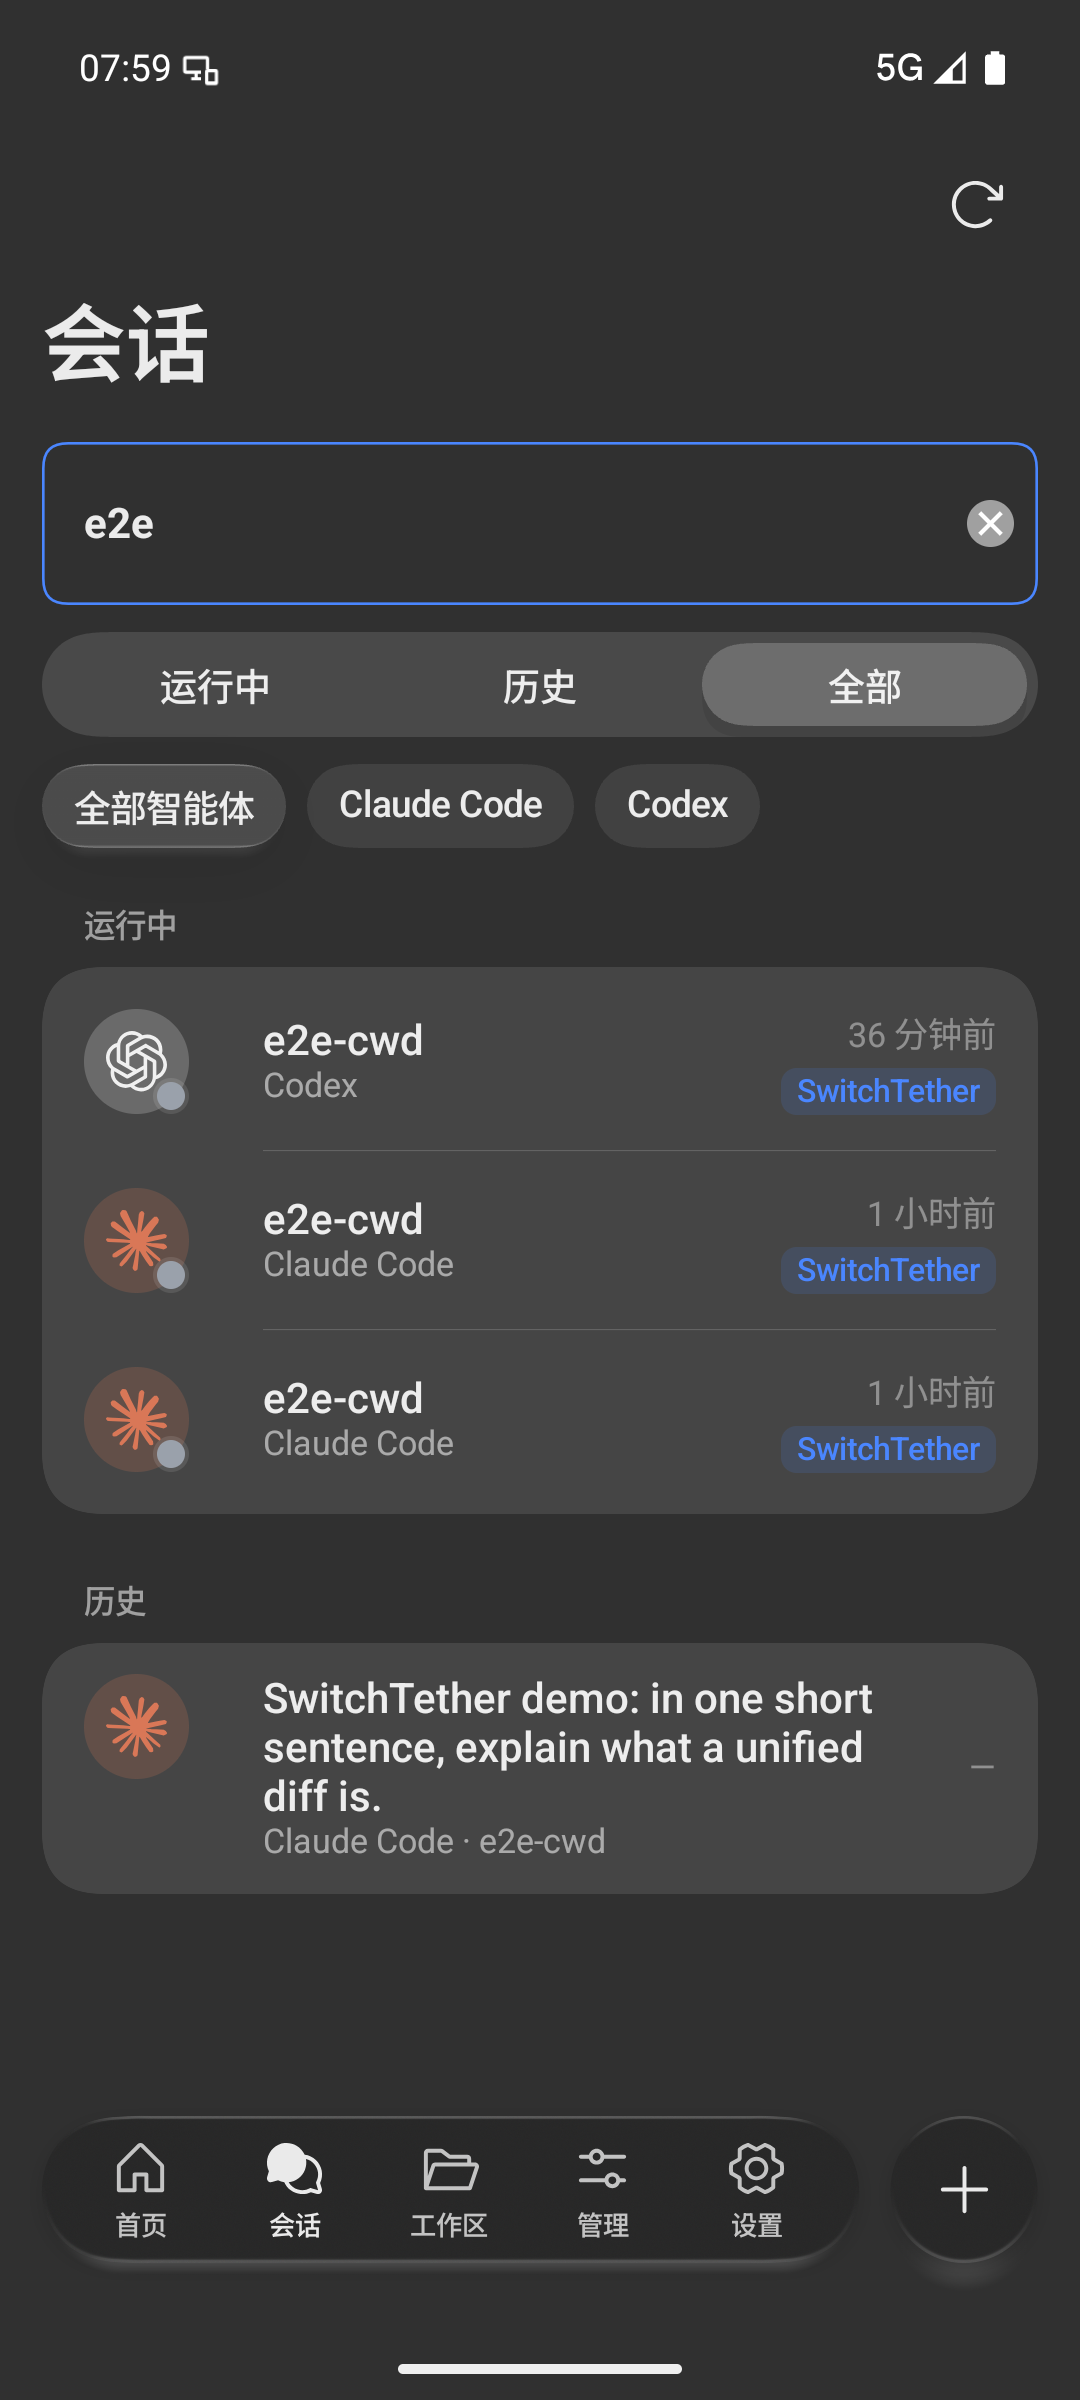 07:59
5G
会话
e2e
运行中 历史 全部
全部智能体 Claude Code Codex
运行中
e2e-cwd
36 分钟前
Codex
SwitchTether
e2e-cwd
1 小时前
Claude Code
SwitchTether
e2e-cwd
1 小时前
Claude Code
SwitchTether
历史
SwitchTether demo: in one short
sentence, explain what a unified
diff is.
–
Claude Code · e2e-cwd
首页 会话 工作区 管理 设置